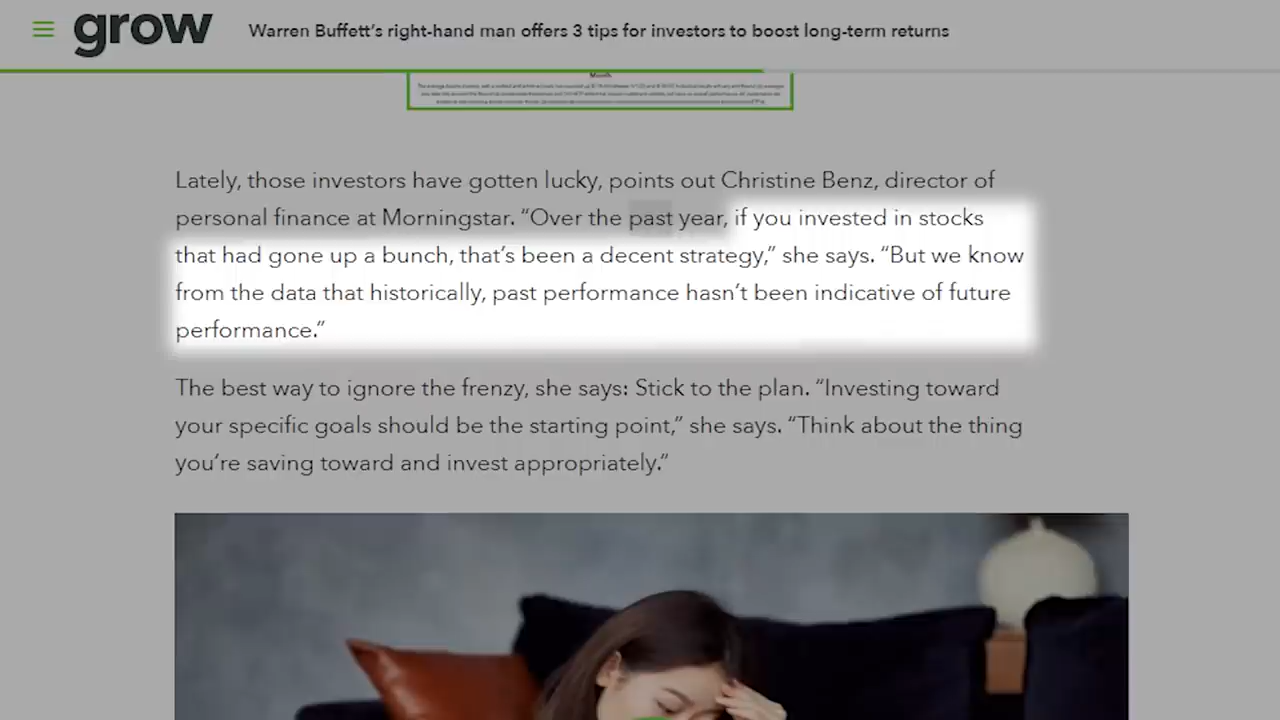 grow
Warren Buffett's right-hand man offers 3 tips for investors to boost long-term returns
Month
Lately, those investors have gotten lucky, points out Christine Benz, director of
personal finance at Morningstar. “Over the past year, if you invested in stocks
that had gone up a bunch, that’s been a decent strategy,” she says. “But we know
from the data that historically, past performance hasn’t been indicative of future
performance.”
The best way to ignore the frenzy, she says: Stick to the plan. “Investing toward
your specific goals should be the starting point,” she says. “Think about the thing
you’re saving toward and invest appropriately.”